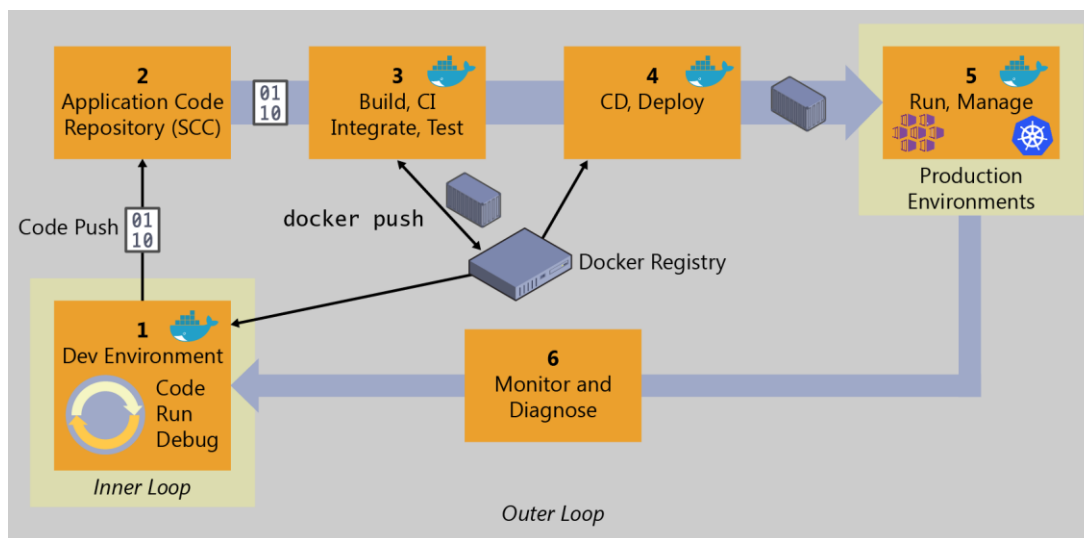 2
Application Code
Repository (SCC)
01
10
3
Build, CI
Integrate, Test
4
CD, Deploy
5
Run, Manage
Production
Environments
Code Push
01
10
docker push
Docker Registry
1
Dev Environment
Code
Run
Debug
Inner Loop
6
Monitor and
Diagnose
Outer Loop